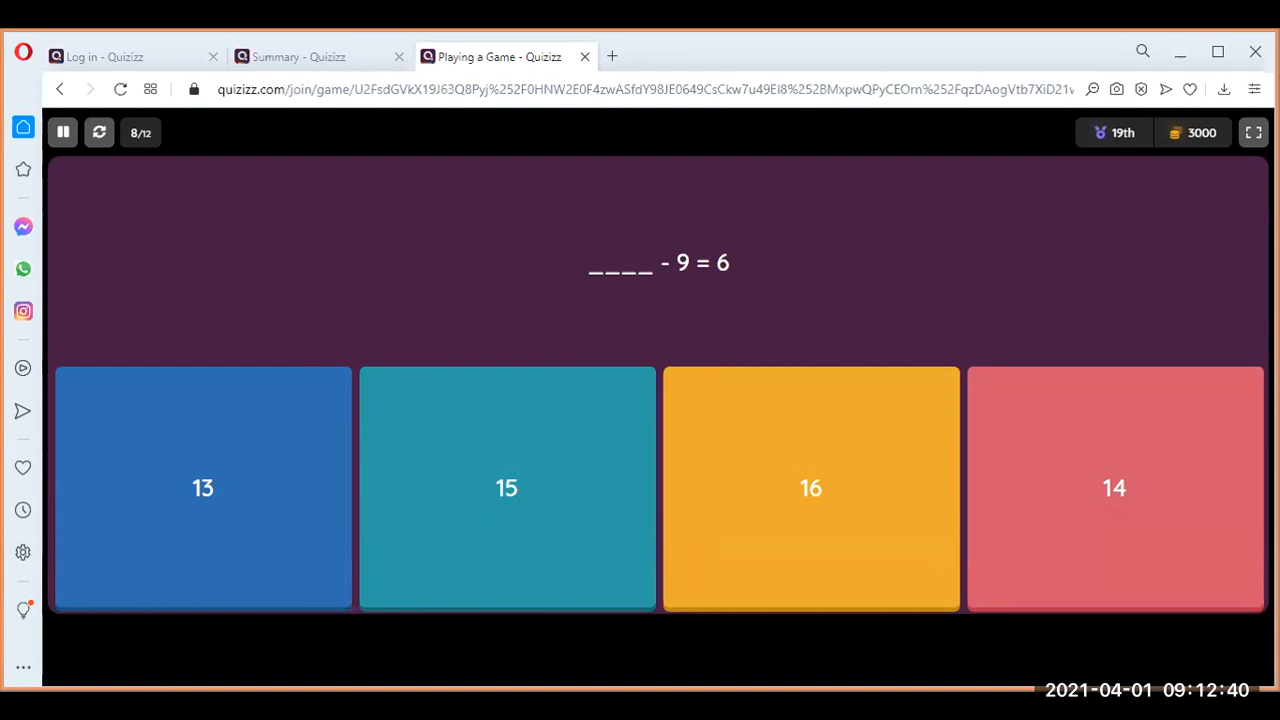 Log in - Quizizz
Summary - Quizizz
Playing a Game - Quizizz
quizizz.com/join/game/U2FsdGVkX19J63Q8Pyj%252F0HNW2E0F4zwASfdY98JE0649CsCkw7u49EI8%252BMxpwQPyCEOrn%252FqzDAogVtb7XiD21v
8/12
19th
3000
____ - 9 = 6
13
15
16
14
2021-04-01 09:12:40